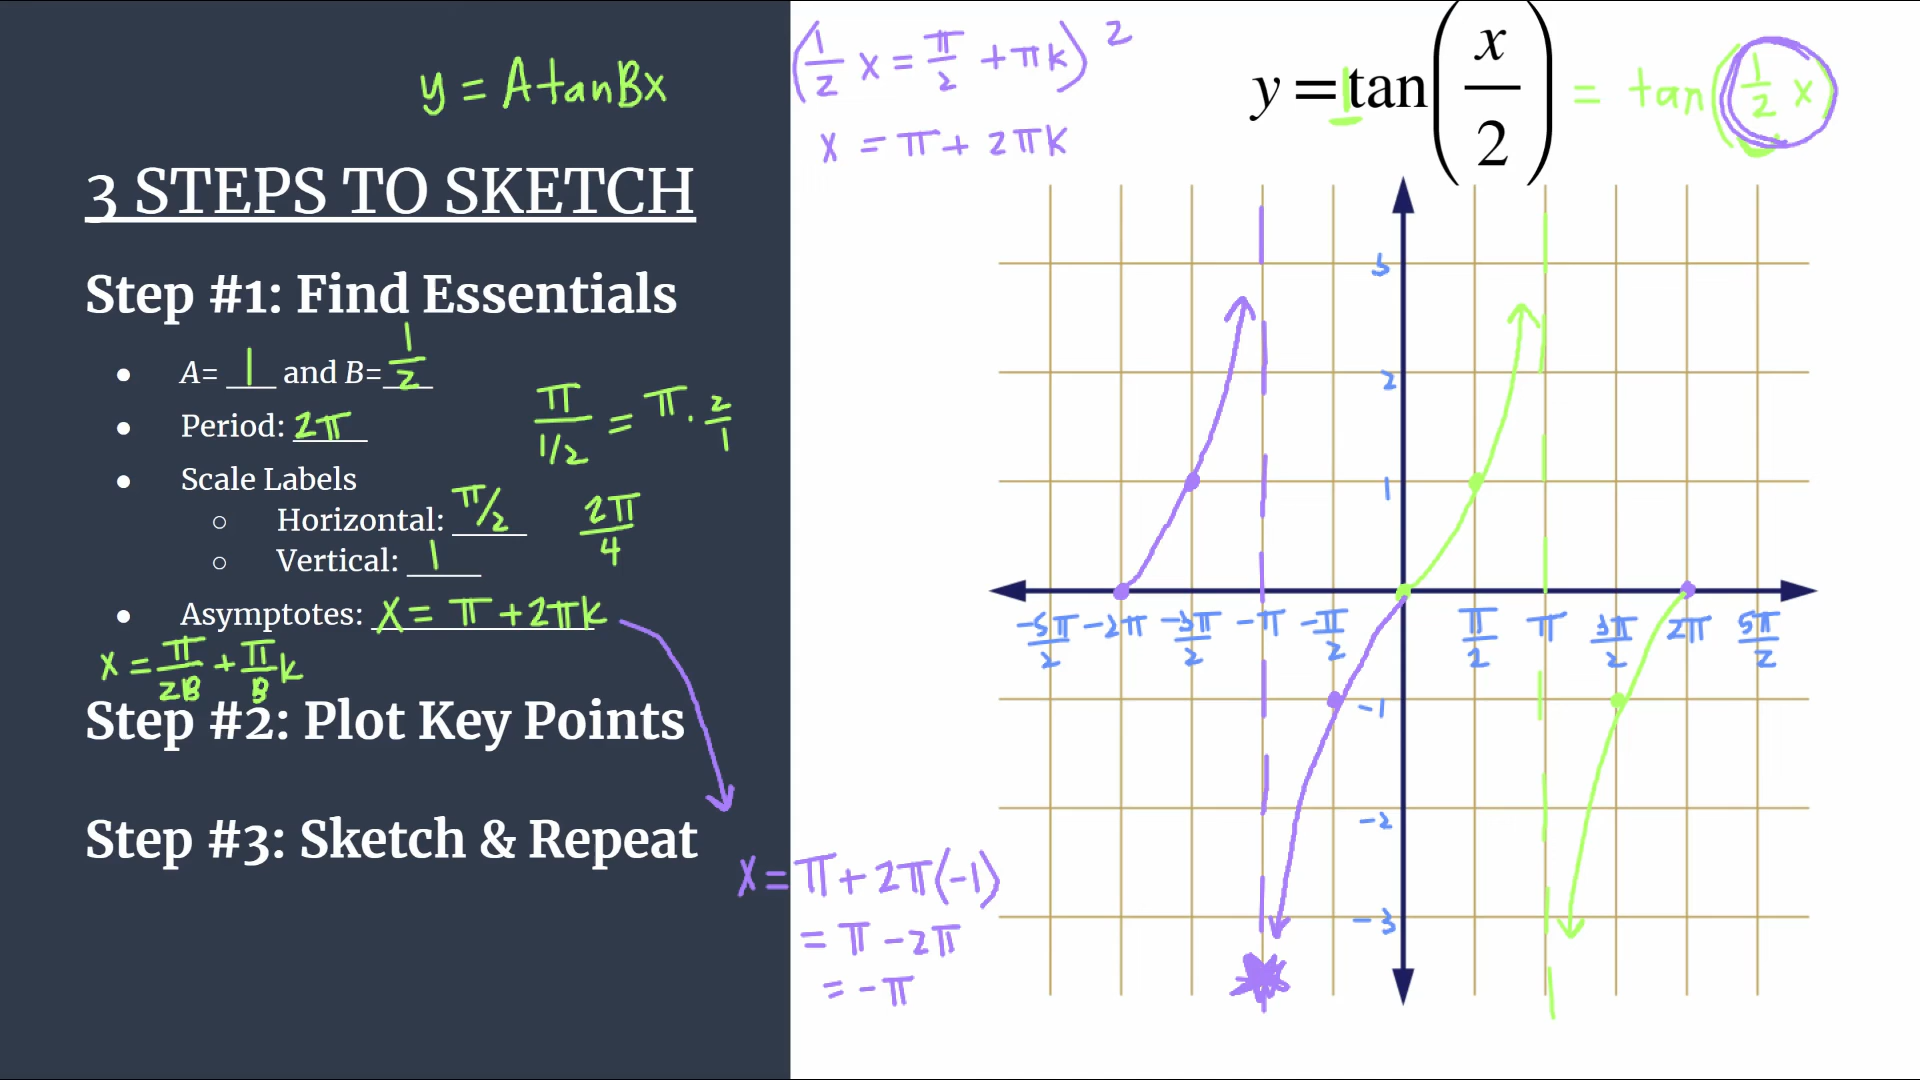 y = AtanBx
3 STEPS TO SKETCH
Step #1: Find Essentials
● A= 1 and B= 1/2
● Period: 2π
π/(1/2) = π · 2/1
● Scale Labels
○ Horizontal: π/2
2π/4
○ Vertical: 1
● Asymptotes: x = π + 2πk
x = π/2B + π/B k
Step #2: Plot Key Points
Step #3: Sketch & Repeat
x = π + 2π(-1)
= π - 2π
= -π
(1/2 x = π/2 + πk) 2
x = π + 2πk
y = 1tan(x/2) = tan(1/2 x)
3
2
1
-5π/2 -2π -3π/2 -π -π/2 π/2 π 3π/2 2π 5π/2
-1
-2
-3